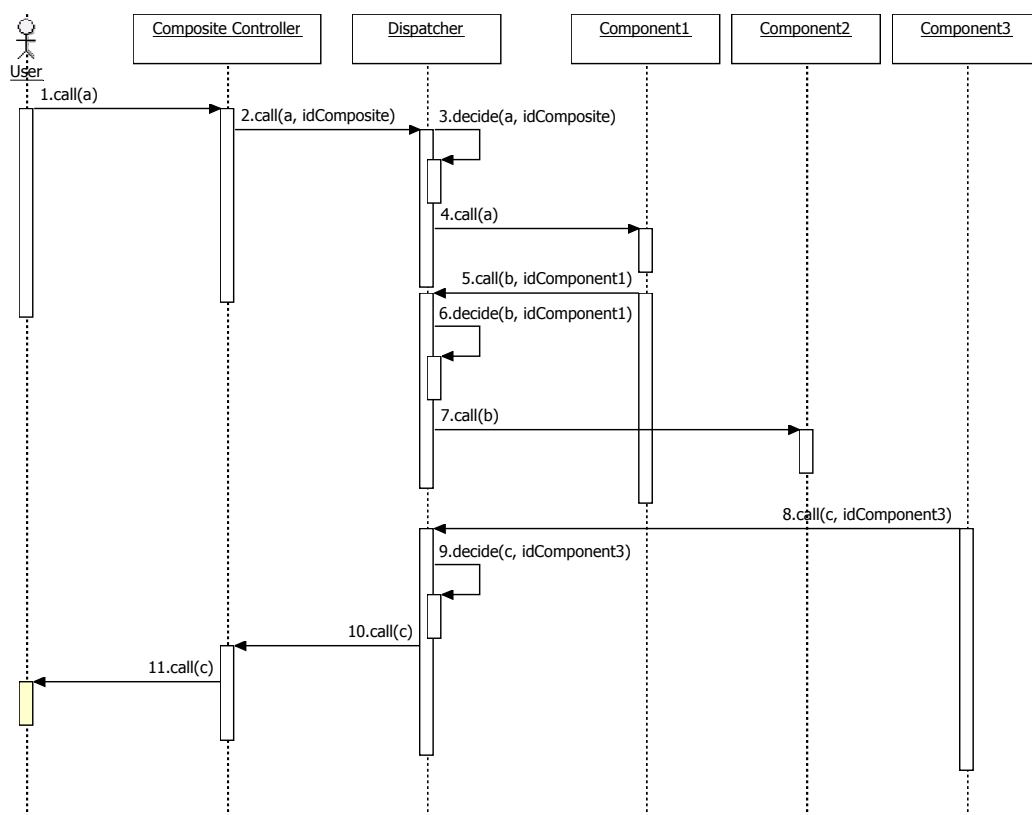 Composite Controller
Dispatcher
Component1
Component2
Component3
User
1.call(a)
2.call(a, idComposite)
3.decide(a, idComposite)
4.call(a)
5.call(b, idComponent1)
6.decide(b, idComponent1)
7.call(b)
8.call(c, idComponent3)
9.decide(c, idComponent3)
10.call(c)
11.call(c)